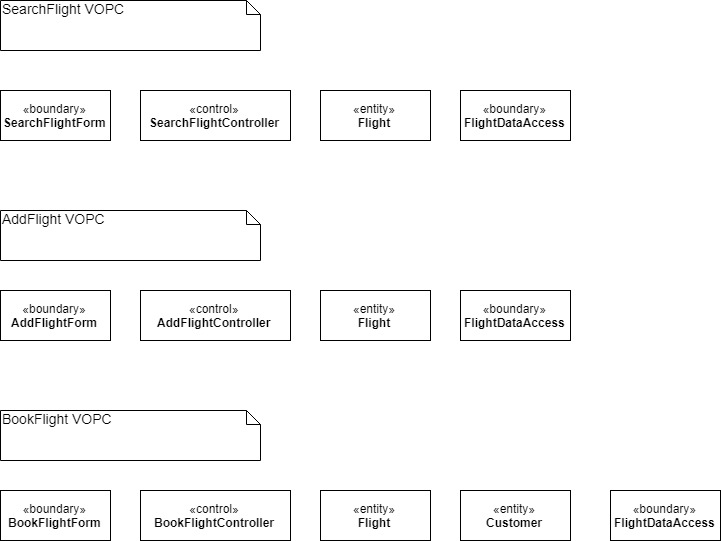 SearchFlight VOPC
«boundary» «control» «entity» «boundary»
SearchFlightForm SearchFlightController Flight FlightDataAccess
AddFlight VOPC
«boundary» «control» «entity» «boundary»
AddFlightForm AddFlightController Flight FlightDataAccess
BookFlight VOPC
«boundary» «control» «entity» «entity» «boundary»
BookFlightForm BookFlightController Flight Customer FlightDataAccess